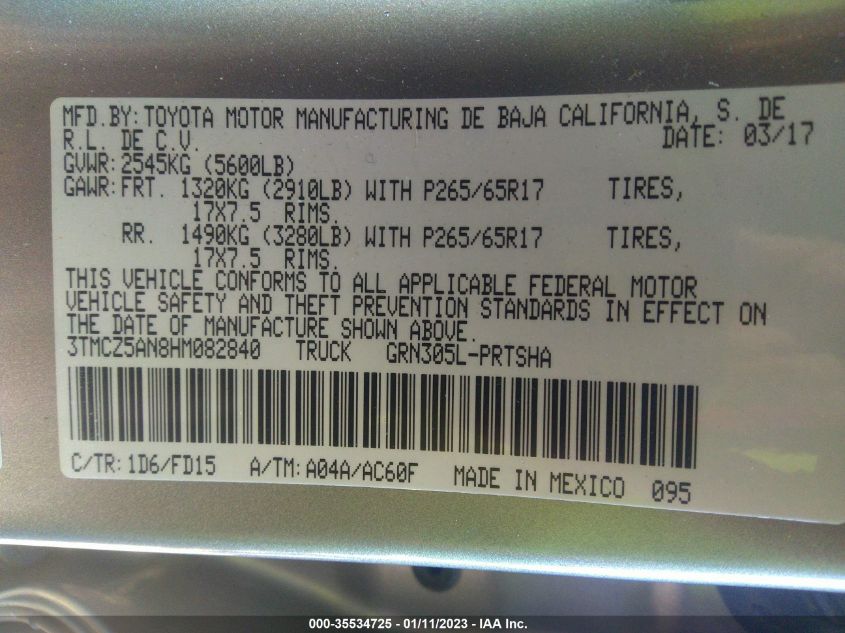 MFD.BY: TOYOTA MOTOR MANUFACTURING DE BAJA CALIFORNIA, S. DE
R.L. DE C.V. DATE: 03/17
GVWR: 2545KG (5600LB)
GAWR: FRT. 1320KG (2910LB) WITH P265/65R17 TIRES,
17X7.5 RIMS.
RR. 1490KG (3280LB) WITH P265/65R17 TIRES,
17X7.5 RIMS.
THIS VEHICLE CONFORMS TO ALL APPLICABLE FEDERAL MOTOR
VEHICLE SAFETY AND THEFT PREVENTION STANDARDS IN EFFECT ON
THE DATE OF MANUFACTURE SHOWN ABOVE.
3TMCZ5AN8HM082840 TRUCK GRN305L-PRTSHA
C/TR: 1D6/FD15 A/TM: A04A/AC60F MADE IN MEXICO 095
000-35534725 - 01/11/2023 - IAA Inc.